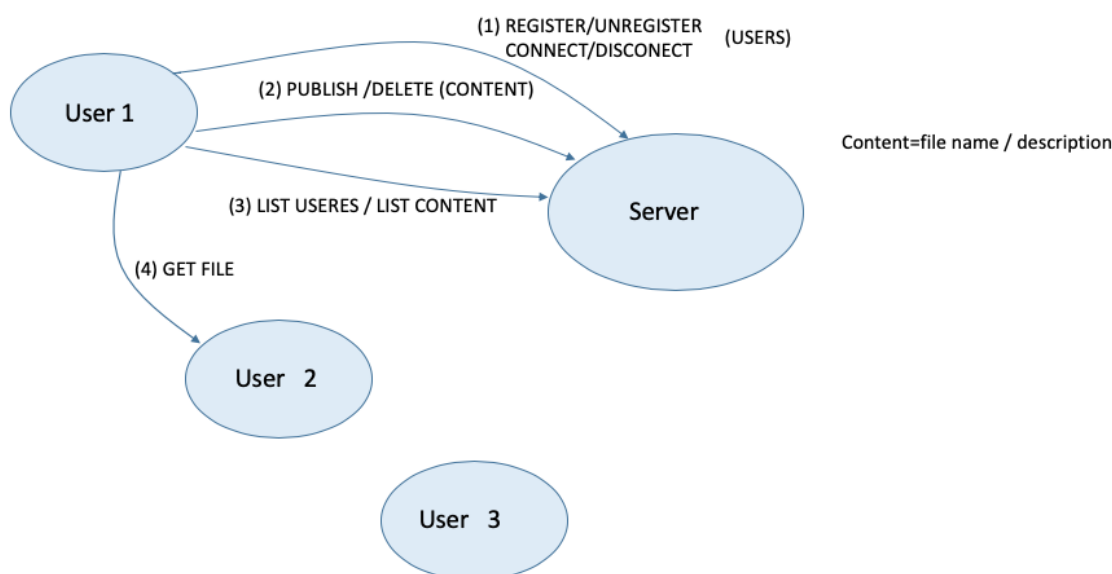 (1) REGISTER/UNREGISTER
CONNECT/DISCONECT (USERS)
User 1
(2) PUBLISH /DELETE (CONTENT)
Content=file name / description
(3) LIST USERES / LIST CONTENT
Server
(4) GET FILE
User 2
User 3